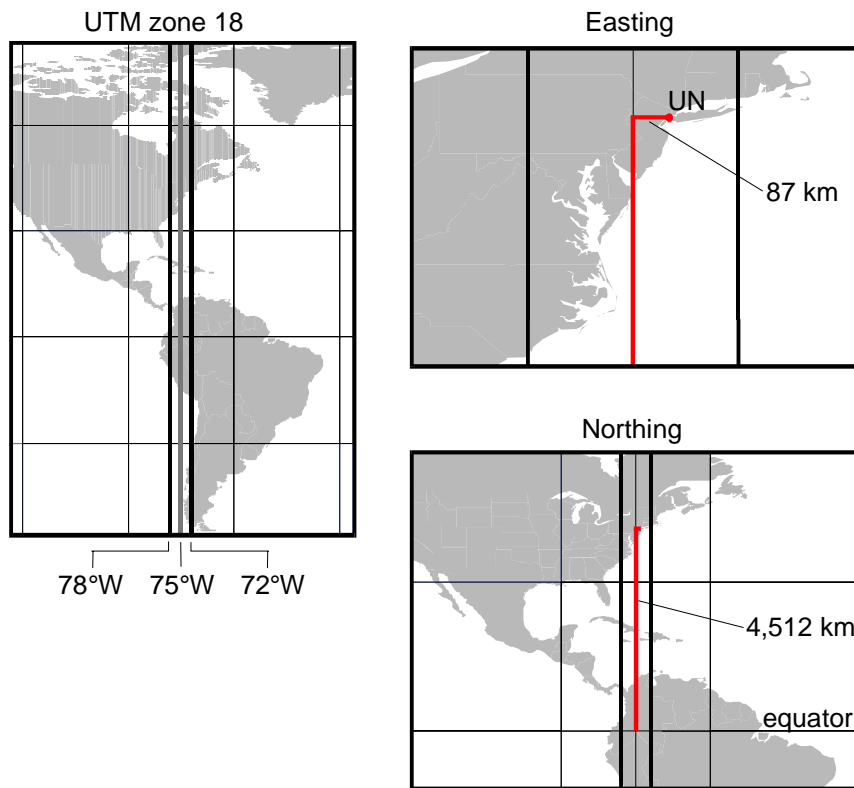 UTM zone 18
78°W 75°W 72°W
Easting
UN
87 km
Northing
4,512 km
equator